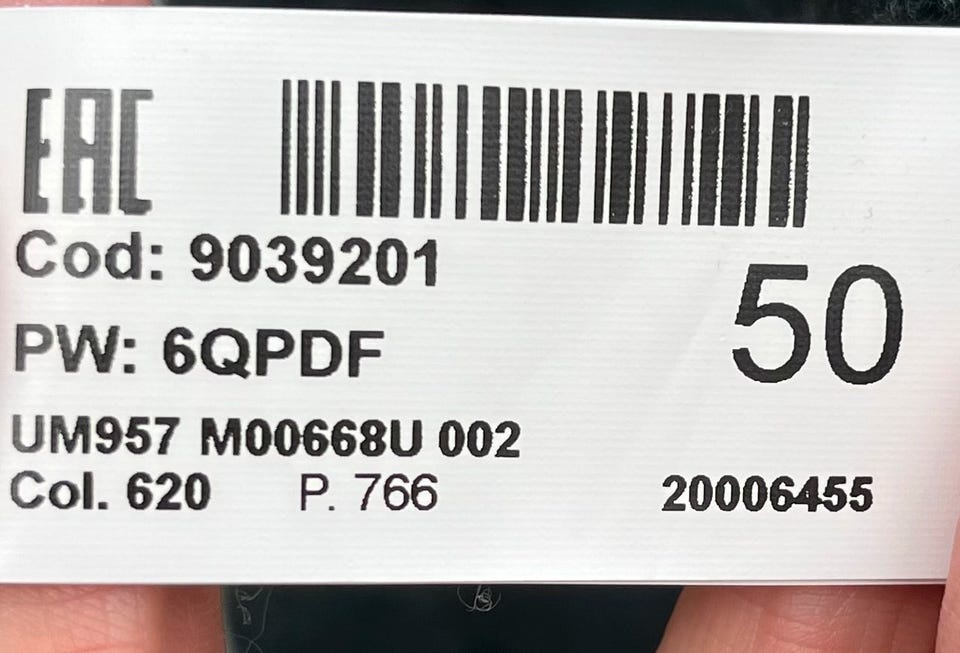 EAC
Cod: 9039201
50
PW: 6QPDF
UM957 M00668U 002
Col. 620 P. 766 20006455